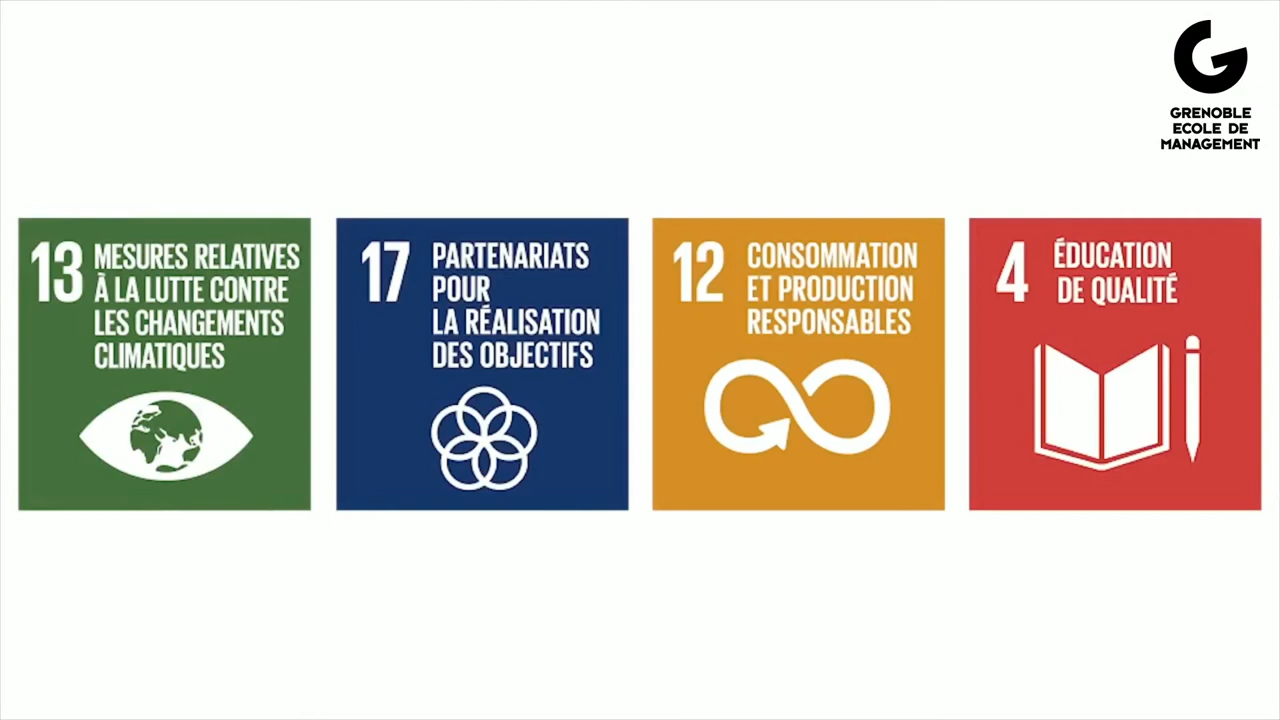 GRENOBLE
ECOLE DE
MANAGEMENT
13 MESURES RELATIVES
À LA LUTTE CONTRE
LES CHANGEMENTS
CLIMATIQUES
17 PARTENARIATS
POUR
LA RÉALISATION
DES OBJECTIFS
12 CONSOMMATION
ET PRODUCTION
RESPONSABLES
4 ÉDUCATION
DE QUALITÉ